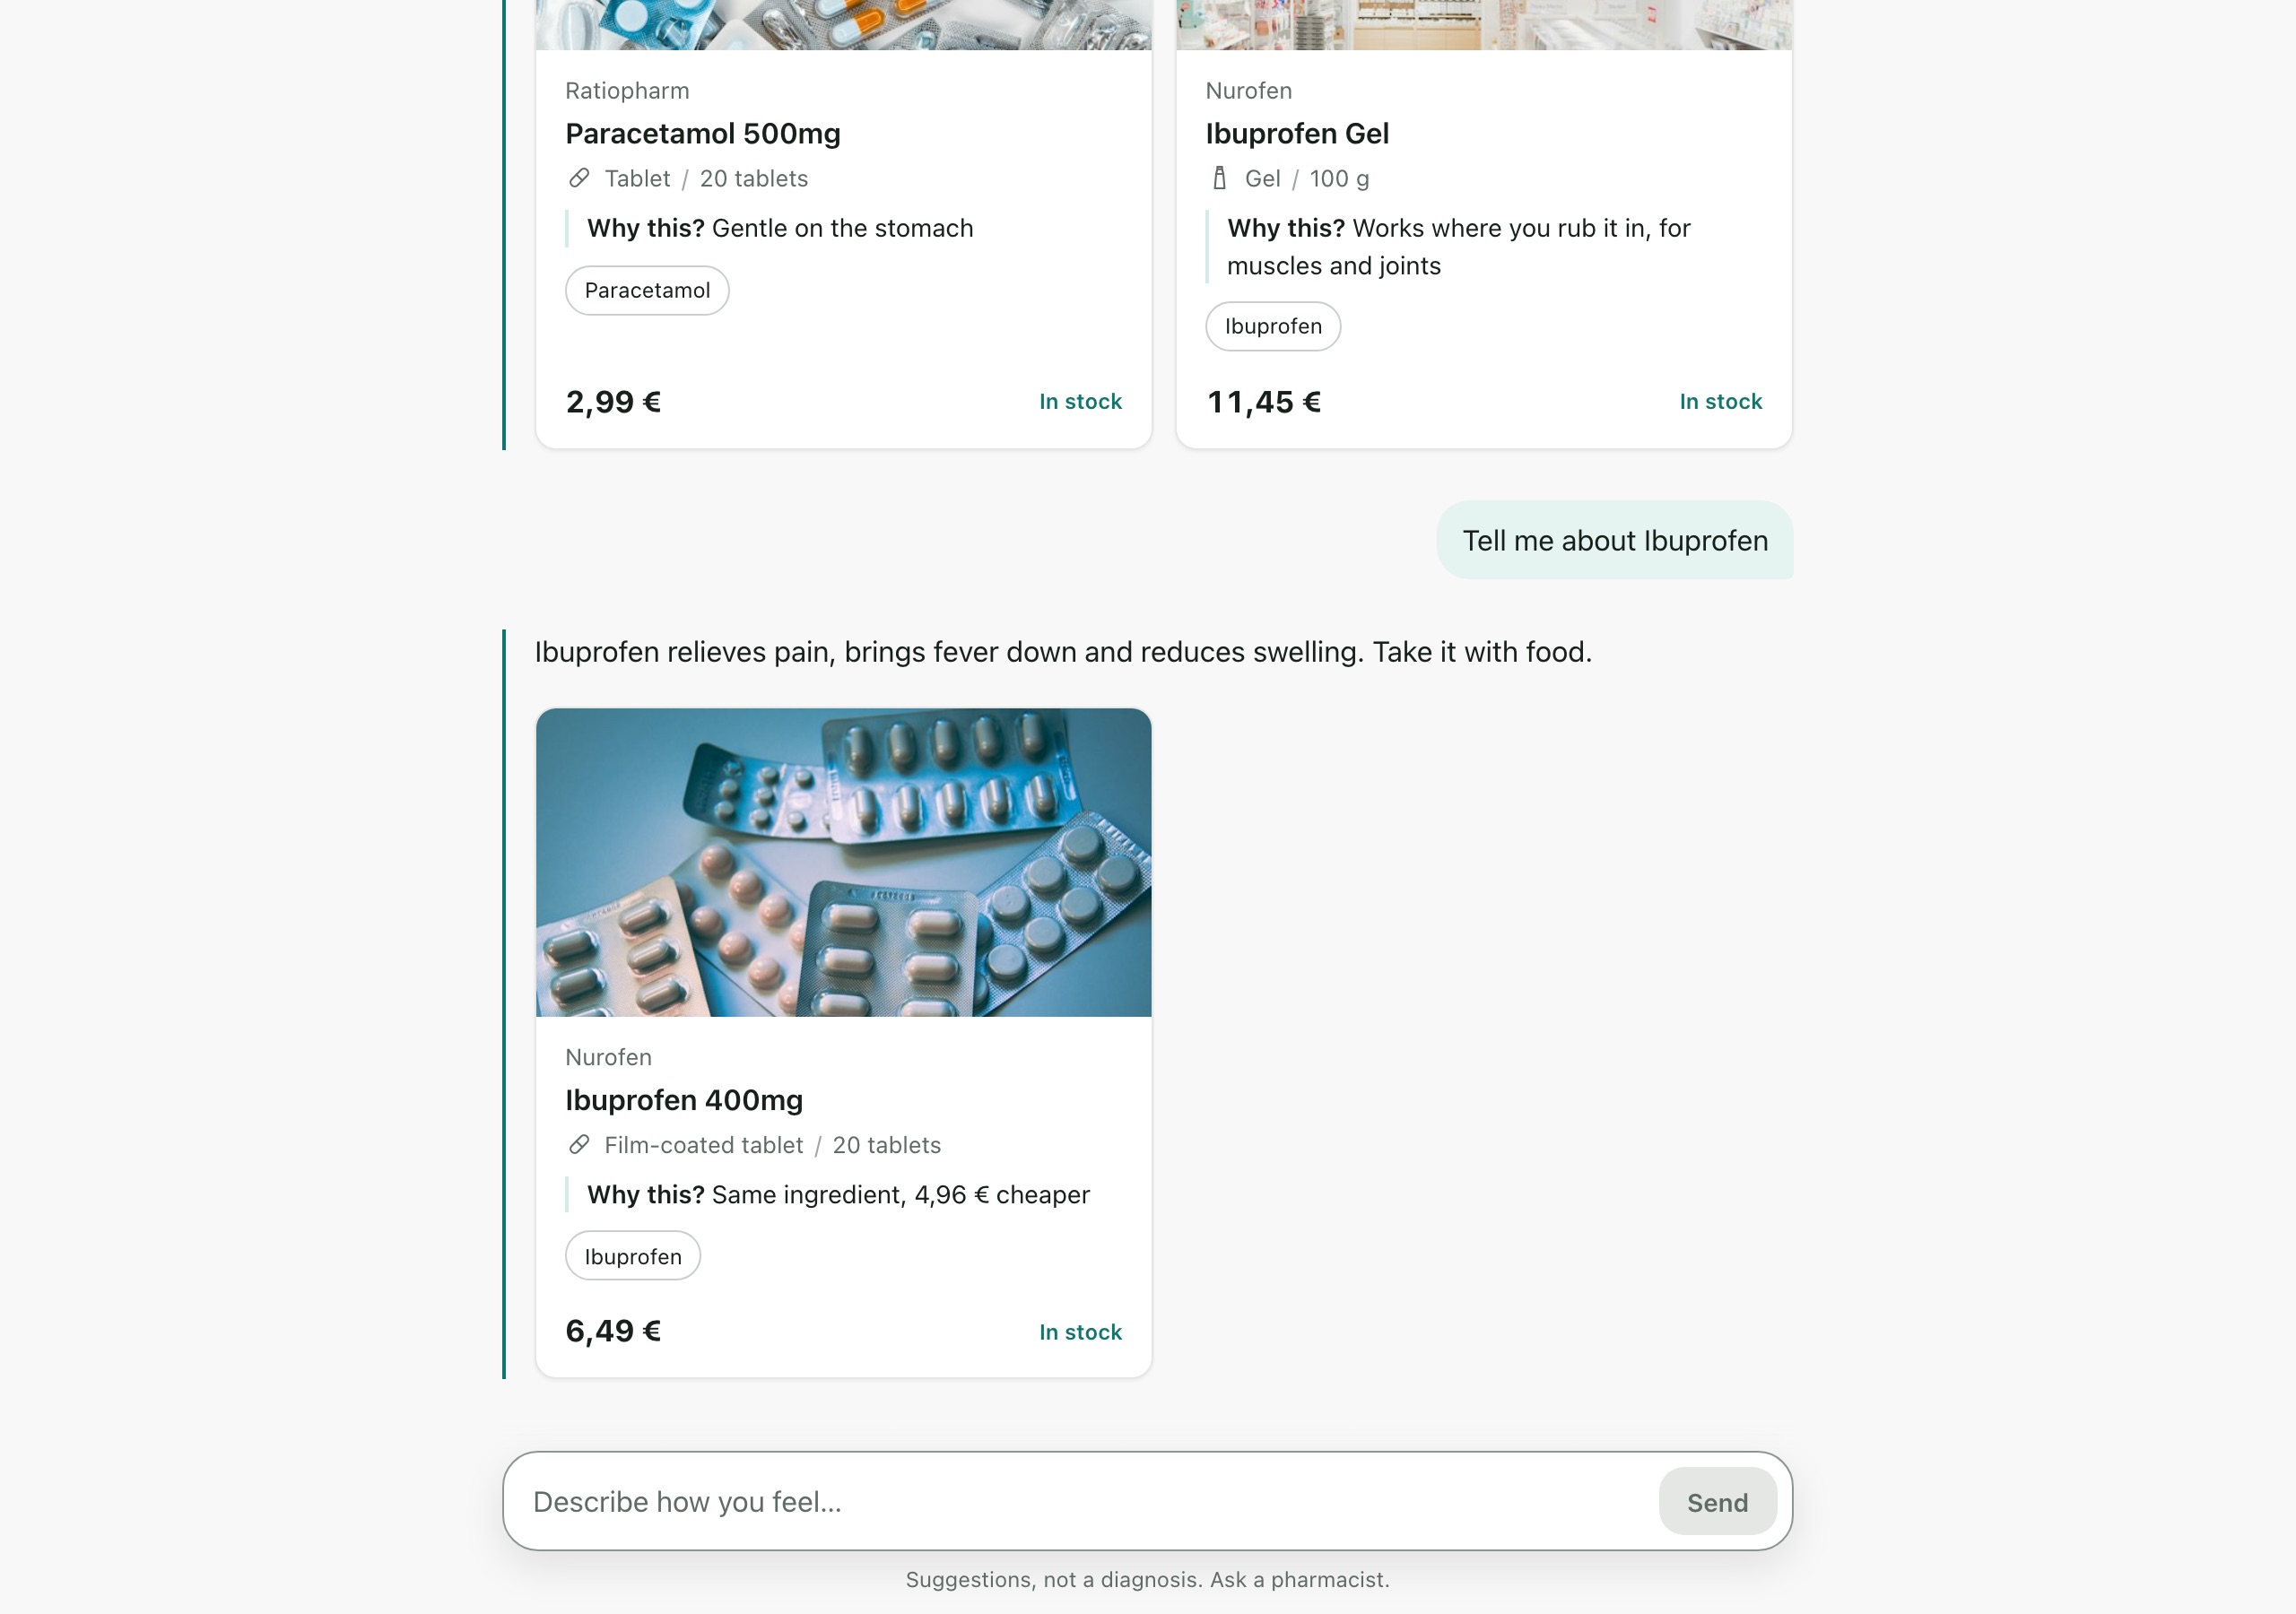 Ratiopharm
Paracetamol 500mg
Tablet / 20 tablets
Why this? Gentle on the stomach
Paracetamol
2,99 €
In stock
Nurofen
Ibuprofen Gel
Gel / 100 g
Why this? Works where you rub it in, for
muscles and joints
Ibuprofen
11,45 €
In stock
Tell me about Ibuprofen
Ibuprofen relieves pain, brings fever down and reduces swelling. Take it with food.
Nurofen
Ibuprofen 400mg
Film-coated tablet / 20 tablets
Why this? Same ingredient, 4,96 € cheaper
Ibuprofen
6,49 €
In stock
Describe how you feel...
Send
Suggestions, not a diagnosis. Ask a pharmacist.